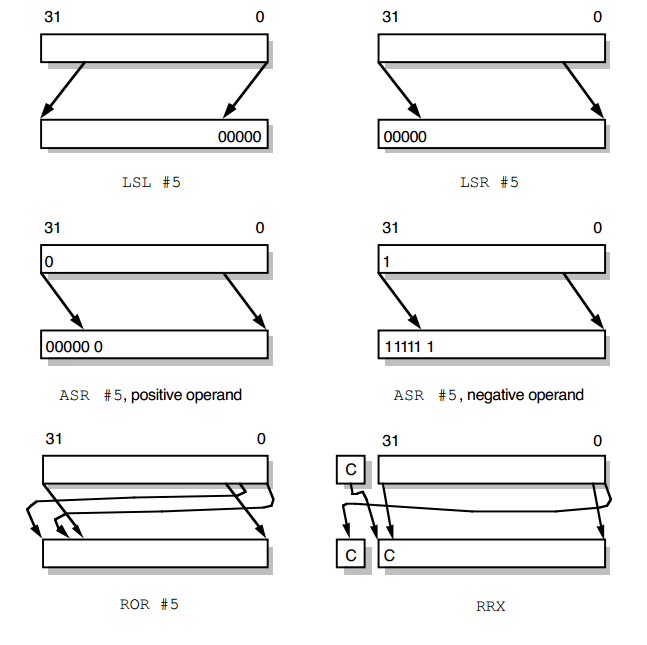 31 0 31 0
00000 00000
LSL #5 LSR #5
31 0 31 0
0 1
00000 0 11111 1
ASR #5, positive operand ASR #5, negative operand
31 0 31 0
C
C C
ROR #5 RRX